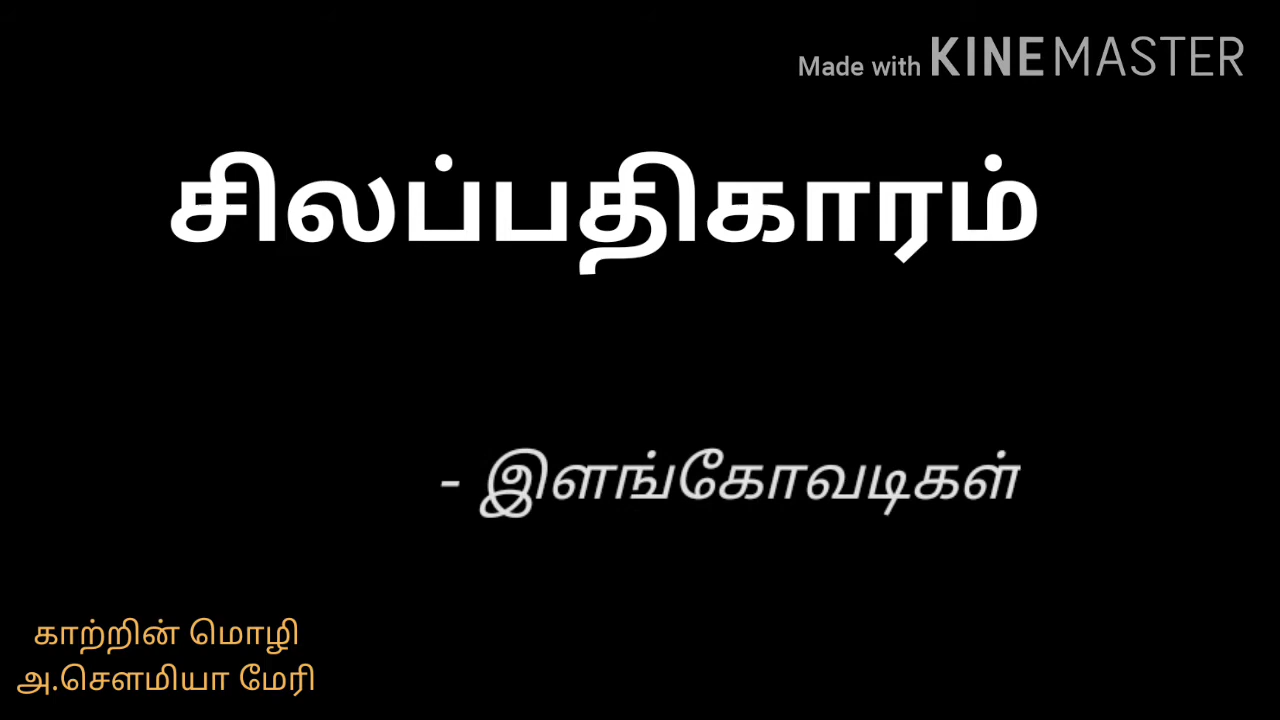 Made with KINEMASTER
சிலப்பதிகாரம்
- இளங்கோவடிகள்
காற்றின் மொழி
அ.சௌமியா மேரி